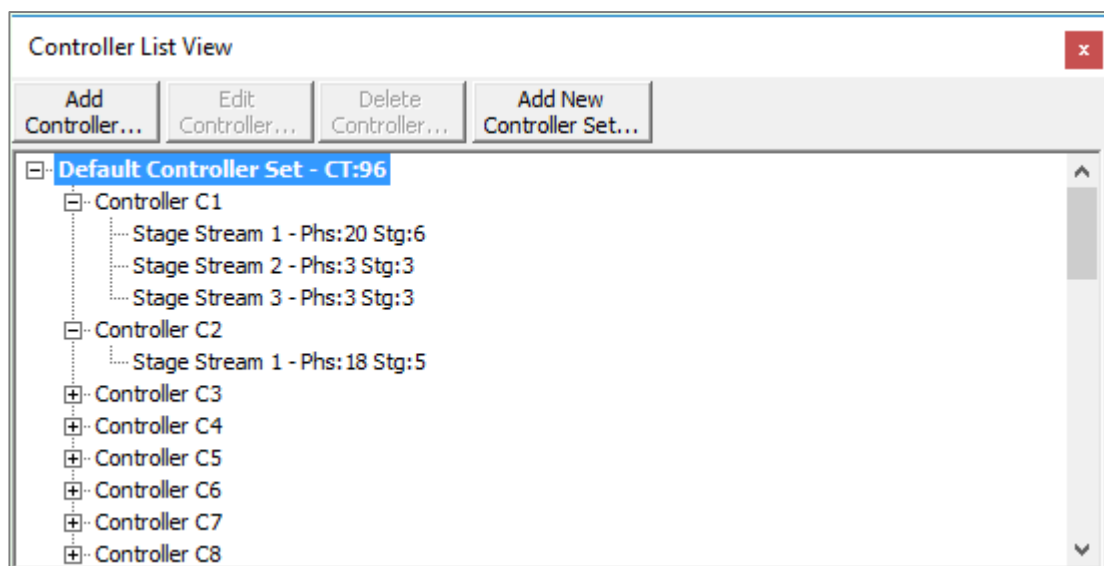 Controller List View
x
Add Controller...
Edit Controller...
Delete Controller...
Add New Controller Set...
Default Controller Set - CT:96
Controller C1
Stage Stream 1 - Phs:20 Stg:6
Stage Stream 2 - Phs:3 Stg:3
Stage Stream 3 - Phs:3 Stg:3
Controller C2
Stage Stream 1 - Phs:18 Stg:5
Controller C3
Controller C4
Controller C5
Controller C6
Controller C7
Controller C8